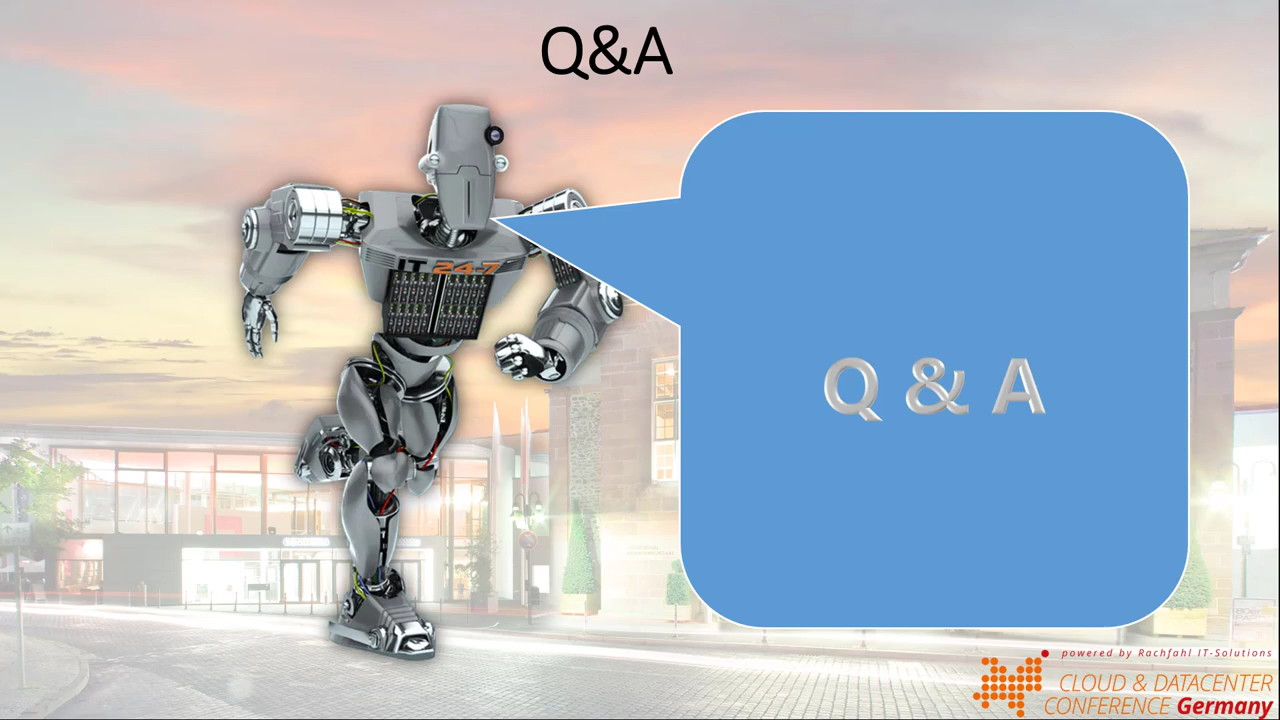 Q&A
IT 24-7
Q & A
powered by Rachfahl IT-Solutions
CLOUD & DATACENTER
CONFERENCE Germany